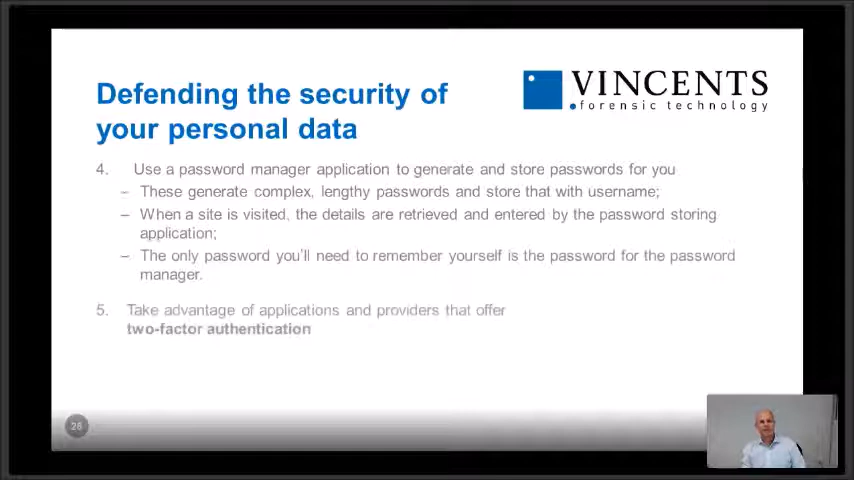 Defending the security of
your personal data
VINCENTS
forensic technology
4. Use a password manager application to generate and store passwords for you
– These generate complex, lengthy passwords and store that with username;
– When a site is visited, the details are retrieved and entered by the password storing
application;
– The only password you'll need to remember yourself is the password for the password
manager.
5. Take advantage of applications and providers that offer
two-factor authentication
26